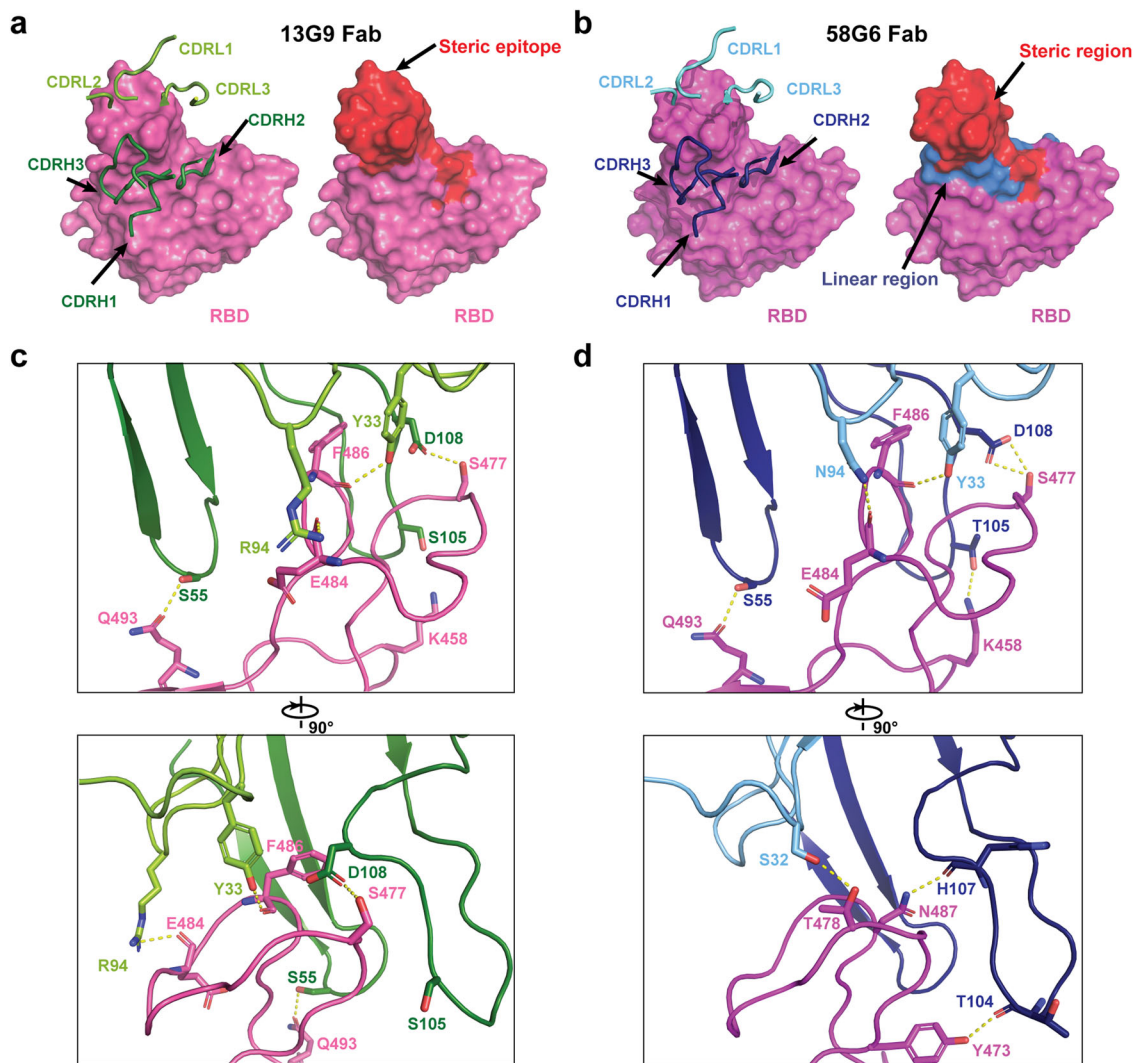 a
13G9 Fab
CDRL1
Steric epitope
CDRL2
CDRL3
CDRH2
CDRH3
CDRH1
RBD
RBD
b
58G6 Fab
CDRL1
Steric region
CDRL2
CDRL3
CDRH2
CDRH3
CDRH1
Linear region
RBD
RBD
c
Y33
F486
D108
S477
R94
S105
E484
S55
Q493
K458
90°
F486
D108
Y33
S477
E484
R94
S55
S105
Q493
d
F486
D108
N94
S477
Y33
T105
E484
S55
Q493
K458
90°
S32
H107
T478
N487
T104
Y473